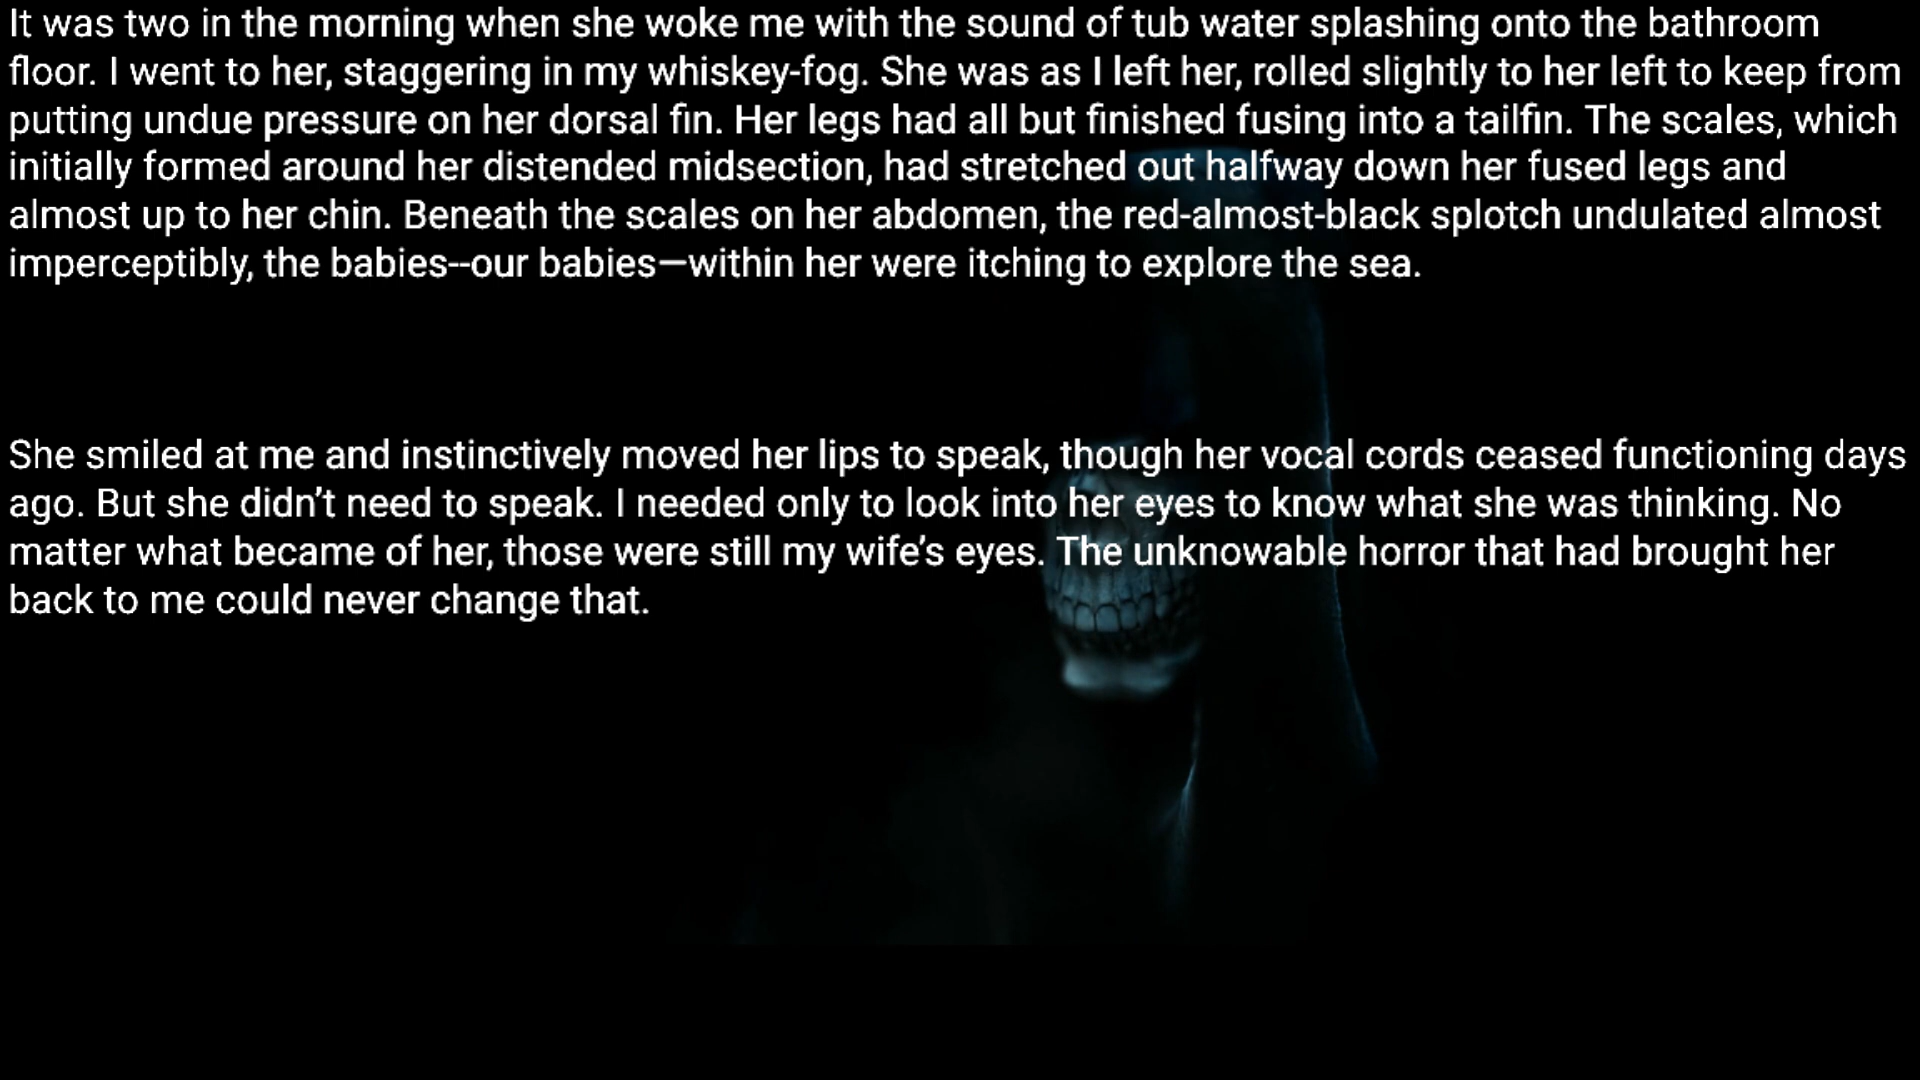 It was two in the morning when she woke me with the sound of tub water splashing onto the bathroom
floor. I went to her, staggering in my whiskey-fog. She was as I left her, rolled slightly to her left to keep from
putting undue pressure on her dorsal fin. Her legs had all but finished fusing into a tailfin. The scales, which
initially formed around her distended midsection, had stretched out halfway down her fused legs and
almost up to her chin. Beneath the scales on her abdomen, the red-almost-black splotch undulated almost
imperceptibly, the babies--our babies—within her were itching to explore the sea.
She smiled at me and instinctively moved her lips to speak, though her vocal cords ceased functioning days
ago. But she didn’t need to speak. I needed only to look into her eyes to know what she was thinking. No
matter what became of her, those were still my wife’s eyes. The unknowable horror that had brought her
back to me could never change that.